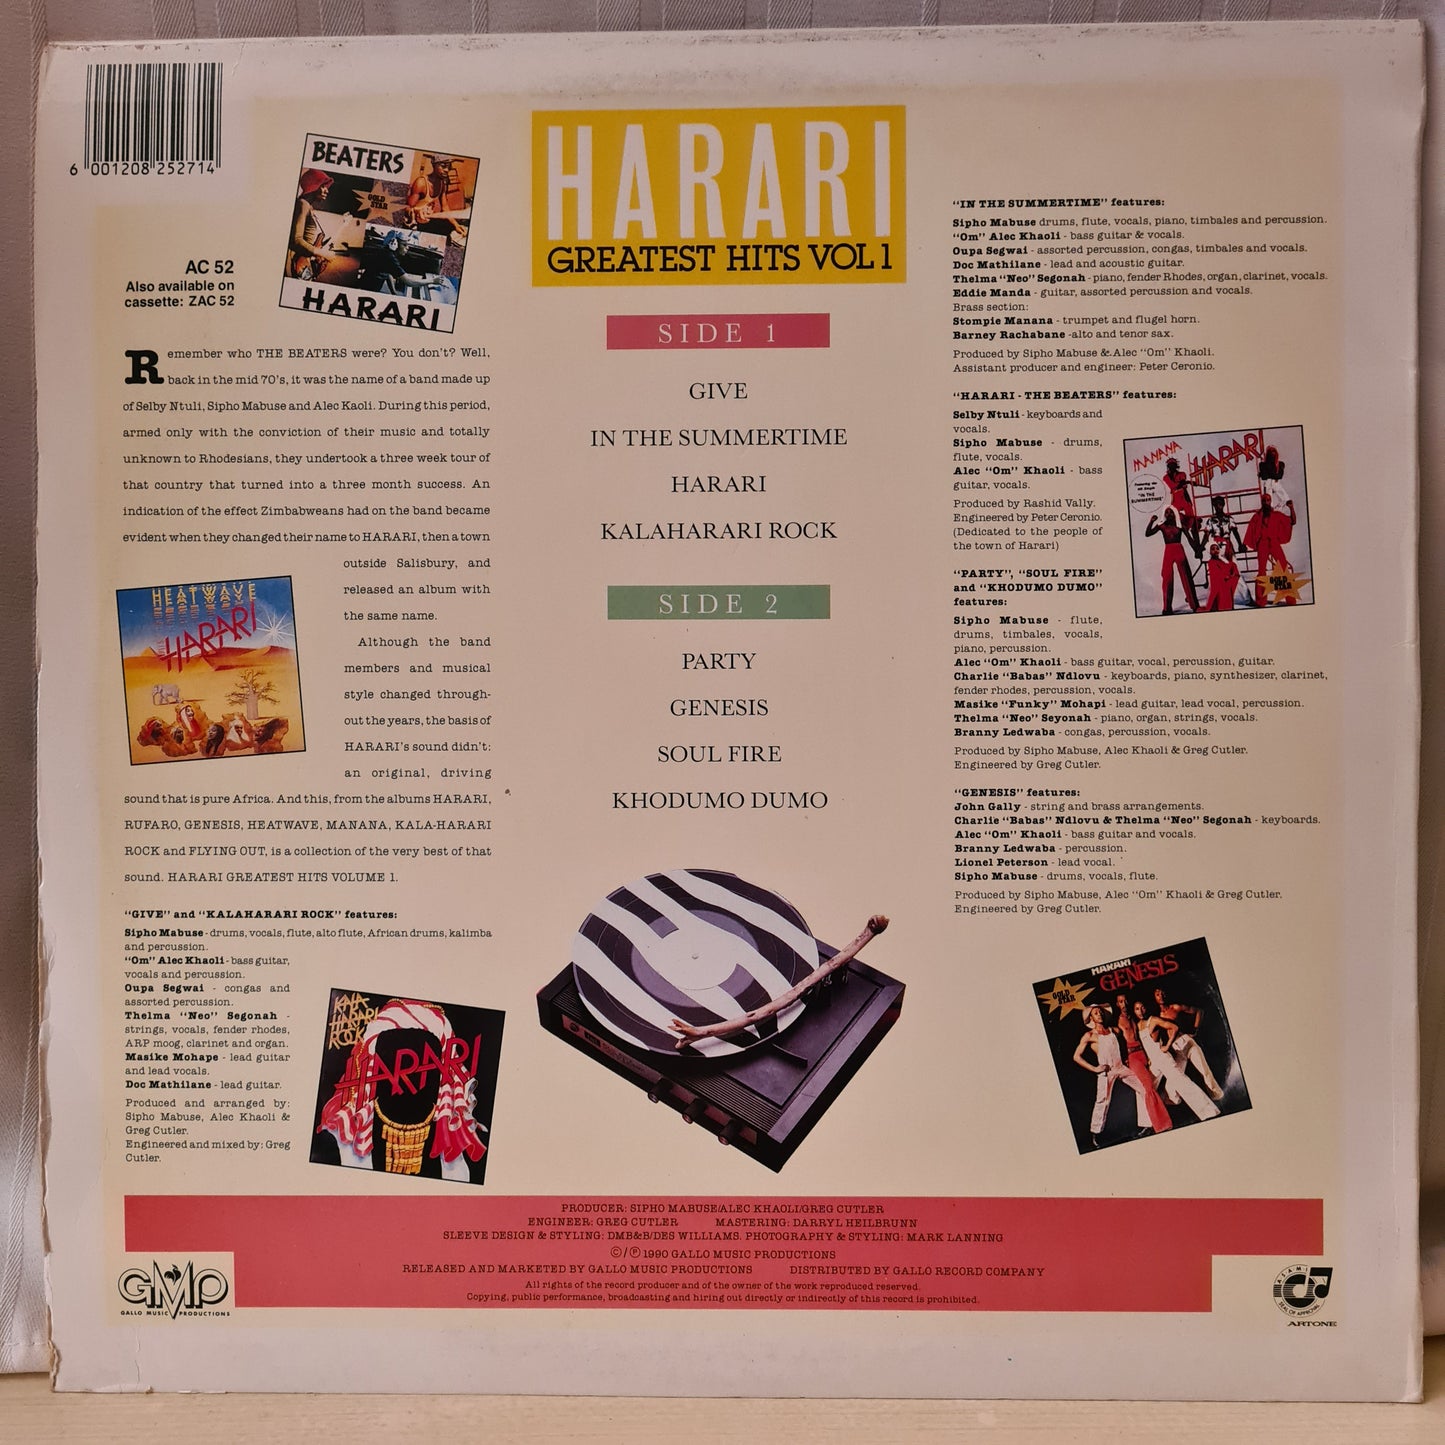 6 001208 252714
BEATERS
GOLD STAR
HARARI
AC 52
Also available on
cassette: ZAC 52
HARARI
GREATEST HITS VOL 1
SIDE 1
GIVE
IN THE SUMMERTIME
HARARI
KALAHARARI ROCK
SIDE 2
PARTY
GENESIS
SOUL FIRE
KHODUMO DUMO
Remember who THE BEATERS were? You don't? Well,
back in the mid 70's, it was the name of a band made up
of Selby Ntuli, Sipho Mabuse and Alec Kaoli. During this period,
armed only with the conviction of their music and totally
unknown to Rhodesians, they undertook a three week tour of
that country that turned into a three month success. An
indication of the effect Zimbabweans had on the band became
evident when they changed their name to HARARI, then a town
outside Salisbury, and
released an album with
the same name.
Although the band
members and musical
style changed through-
out the years, the basis of
HARARI's sound didn't:
an original, driving
sound that is pure Africa. And this, from the albums HARARI,
RUFARO, GENESIS, HEATWAVE, MANANA, KALA-HARARI
ROCK and FLYING OUT, is a collection of the very best of that
sound. HARARI GREATEST HITS VOLUME 1.
HEATWAVE
HARARI
"GIVE" and "KALAHARARI ROCK" features:
Sipho Mabuse - drums, vocals, flute, alto flute, African drums, kalimba
and percussion.
"Om" Alec Khaoli - bass guitar,
vocals and percussion.
Oupa Segwai - congas and
assorted percussion.
Thelma "Neo" Segonah -
strings, vocals, fender rhodes,
ARP moog, clarinet and organ.
Masike Mohape - lead guitar
and lead vocals.
Doc Mathilane - lead guitar.
Produced and arranged by:
Sipho Mabuse, Alec Khaoli &
Greg Cutler.
Engineered and mixed by: Greg
Cutler.
KALA-
HARARI
ROCK
HARARI
"IN THE SUMMERTIME" features:
Sipho Mabuse drums, flute, vocals, piano, timbales and percussion.
"Om" Alec Khaoli - bass guitar & vocals.
Oupa Segwai - assorted percussion, congas, timbales and vocals.
Doc Mathilane - lead and acoustic guitar.
Thelma "Neo" Segonah - piano, fender Rhodes, organ, clarinet, vocals.
Eddie Manda - guitar, assorted percussion and vocals.
Brass section:
Stompie Manana - trumpet and flugel horn.
Barney Rachabane -alto and tenor sax.
Produced by Sipho Mabuse & Alec "Om" Khaoli.
Assistant producer and engineer: Peter Ceronio.
"HARARI - THE BEATERS" features:
Selby Ntuli - keyboards and
vocals.
Sipho Mabuse - drums,
flute, vocals.
Alec "Om" Khaoli - bass
guitar, vocals.
Produced by Rashid Vally.
Engineered by Peter Ceronio.
(Dedicated to the people of
the town of Harari)
MANANA
HARARI
"IN THE
SUMMERTIME"
GOLD STAR
"PARTY", "SOUL FIRE"
and "KHODUMO DUMO"
features:
Sipho Mabuse - flute,
drums, timbales, vocals,
piano, percussion.
Alec "Om" Khaoli - bass guitar, vocal, percussion, guitar.
Charlie "Babas" Ndlovu - keyboards, piano, synthesizer, clarinet,
fender rhodes, percussion, vocals.
Masike "Funky" Mohapi - lead guitar, lead vocal, percussion.
Thelma "Neo" Seyonah - piano, organ, strings, vocals.
Branny Ledwaba - congas, percussion, vocals.
Produced by Sipho Mabuse, Alec Khaoli & Greg Cutler.
Engineered by Greg Cutler.
"GENESIS" features:
John Gally - string and brass arrangements.
Charlie "Babas" Ndlovu & Thelma "Neo" Segonah - keyboards.
Alec "Om" Khaoli - bass guitar and vocals.
Branny Ledwaba - percussion.
Lionel Peterson - lead vocal.
Sipho Mabuse - drums, vocals, flute.
Produced by Sipho Mabuse, Alec "Om" Khaoli & Greg Cutler.
Engineered by Greg Cutler.
HARARI
GENESIS
GOLD STAR
PRODUCER: SIPHO MABUSE/ALEC KHAOLI/GREG CUTLER
ENGINEER: GREG CUTLER MASTERING: DARRYL HEILBRUNN
SLEEVE DESIGN & STYLING: DMB&B/DES WILLIAMS. PHOTOGRAPHY & STYLING: MARK LANNING
©/℗ 1990 GALLO MUSIC PRODUCTIONS
RELEASED AND MARKETED BY GALLO MUSIC PRODUCTIONS DISTRIBUTED BY GALLO RECORD COMPANY
All rights of the record producer and of the owner of the work reproduced reserved.
Copying, public performance, broadcasting and hiring out directly or indirectly of this record is prohibited.
GMP
GALLO MUSIC PRODUCTIONS
ASAMI
SEAL OF APPROVAL
ARTONE